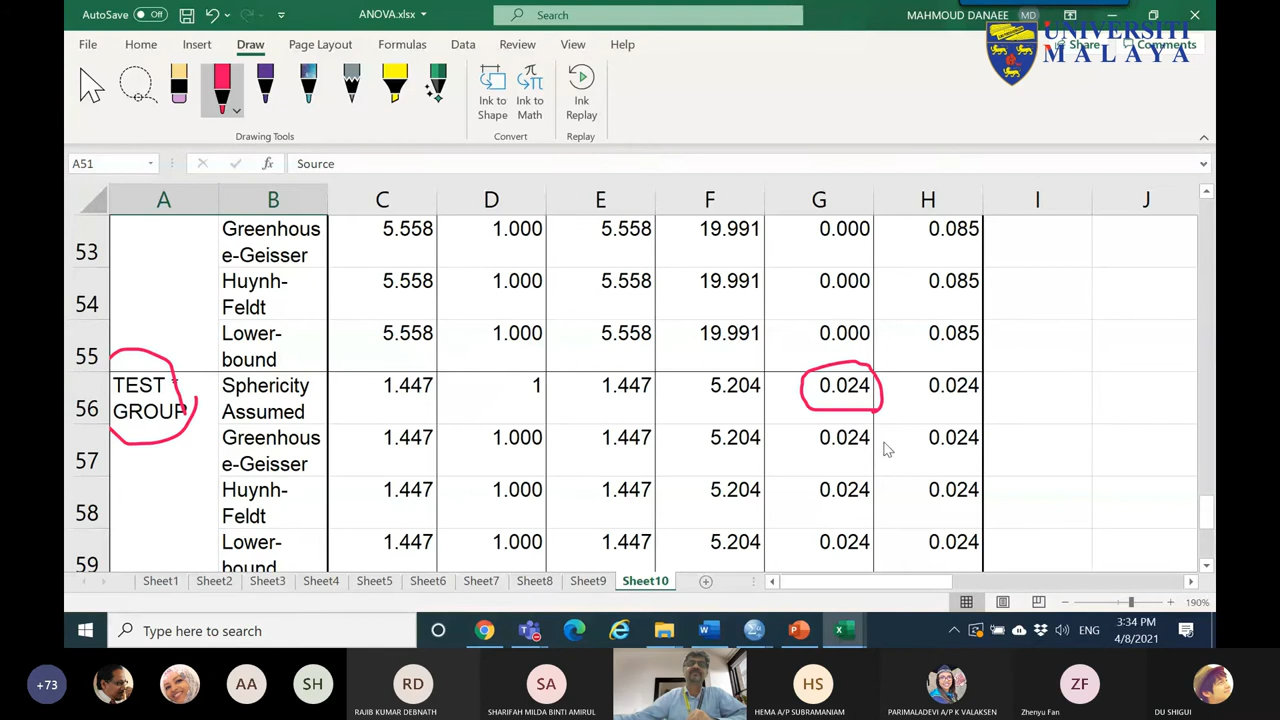 AutoSave Off ANOVA.xlsx Search MAHMOUD DANAEE MD
UNIVERSITI
MALAYA
File Home Insert Draw Page Layout Formulas Data Review View Help Share Comments
Ink to Shape Ink to Math Ink Replay
Drawing Tools Convert Replay
A51 fx Source
A B C D E F G H I J
53 Greenhous e-Geisser 5.558 1.000 5.558 19.991 0.000 0.085
54 Huynh- Feldt 5.558 1.000 5.558 19.991 0.000 0.085
55 Lower- bound 5.558 1.000 5.558 19.991 0.000 0.085
56 TEST * GROUP Sphericity Assumed 1.447 1 1.447 5.204 0.024 0.024
57 Greenhous e-Geisser 1.447 1.000 1.447 5.204 0.024 0.024
58 Huynh- Feldt 1.447 1.000 1.447 5.204 0.024 0.024
59 Lower- bound 1.447 1.000 1.447 5.204 0.024 0.024
Sheet1 Sheet2 Sheet3 Sheet4 Sheet5 Sheet6 Sheet7 Sheet8 Sheet9 Sheet10
190%
Type here to search ENG 3:34 PM
4/8/2021
+73 AA SH RD SA HS ZF
RAJIB KUMAR DEBNATH SHARIFAH MILDA BINTI AMIRUL HEMA A/P SUBRAMANIAM PARIMALADEVI A/P K VALAKSEN Zhenyu Fan DU SHIGUI